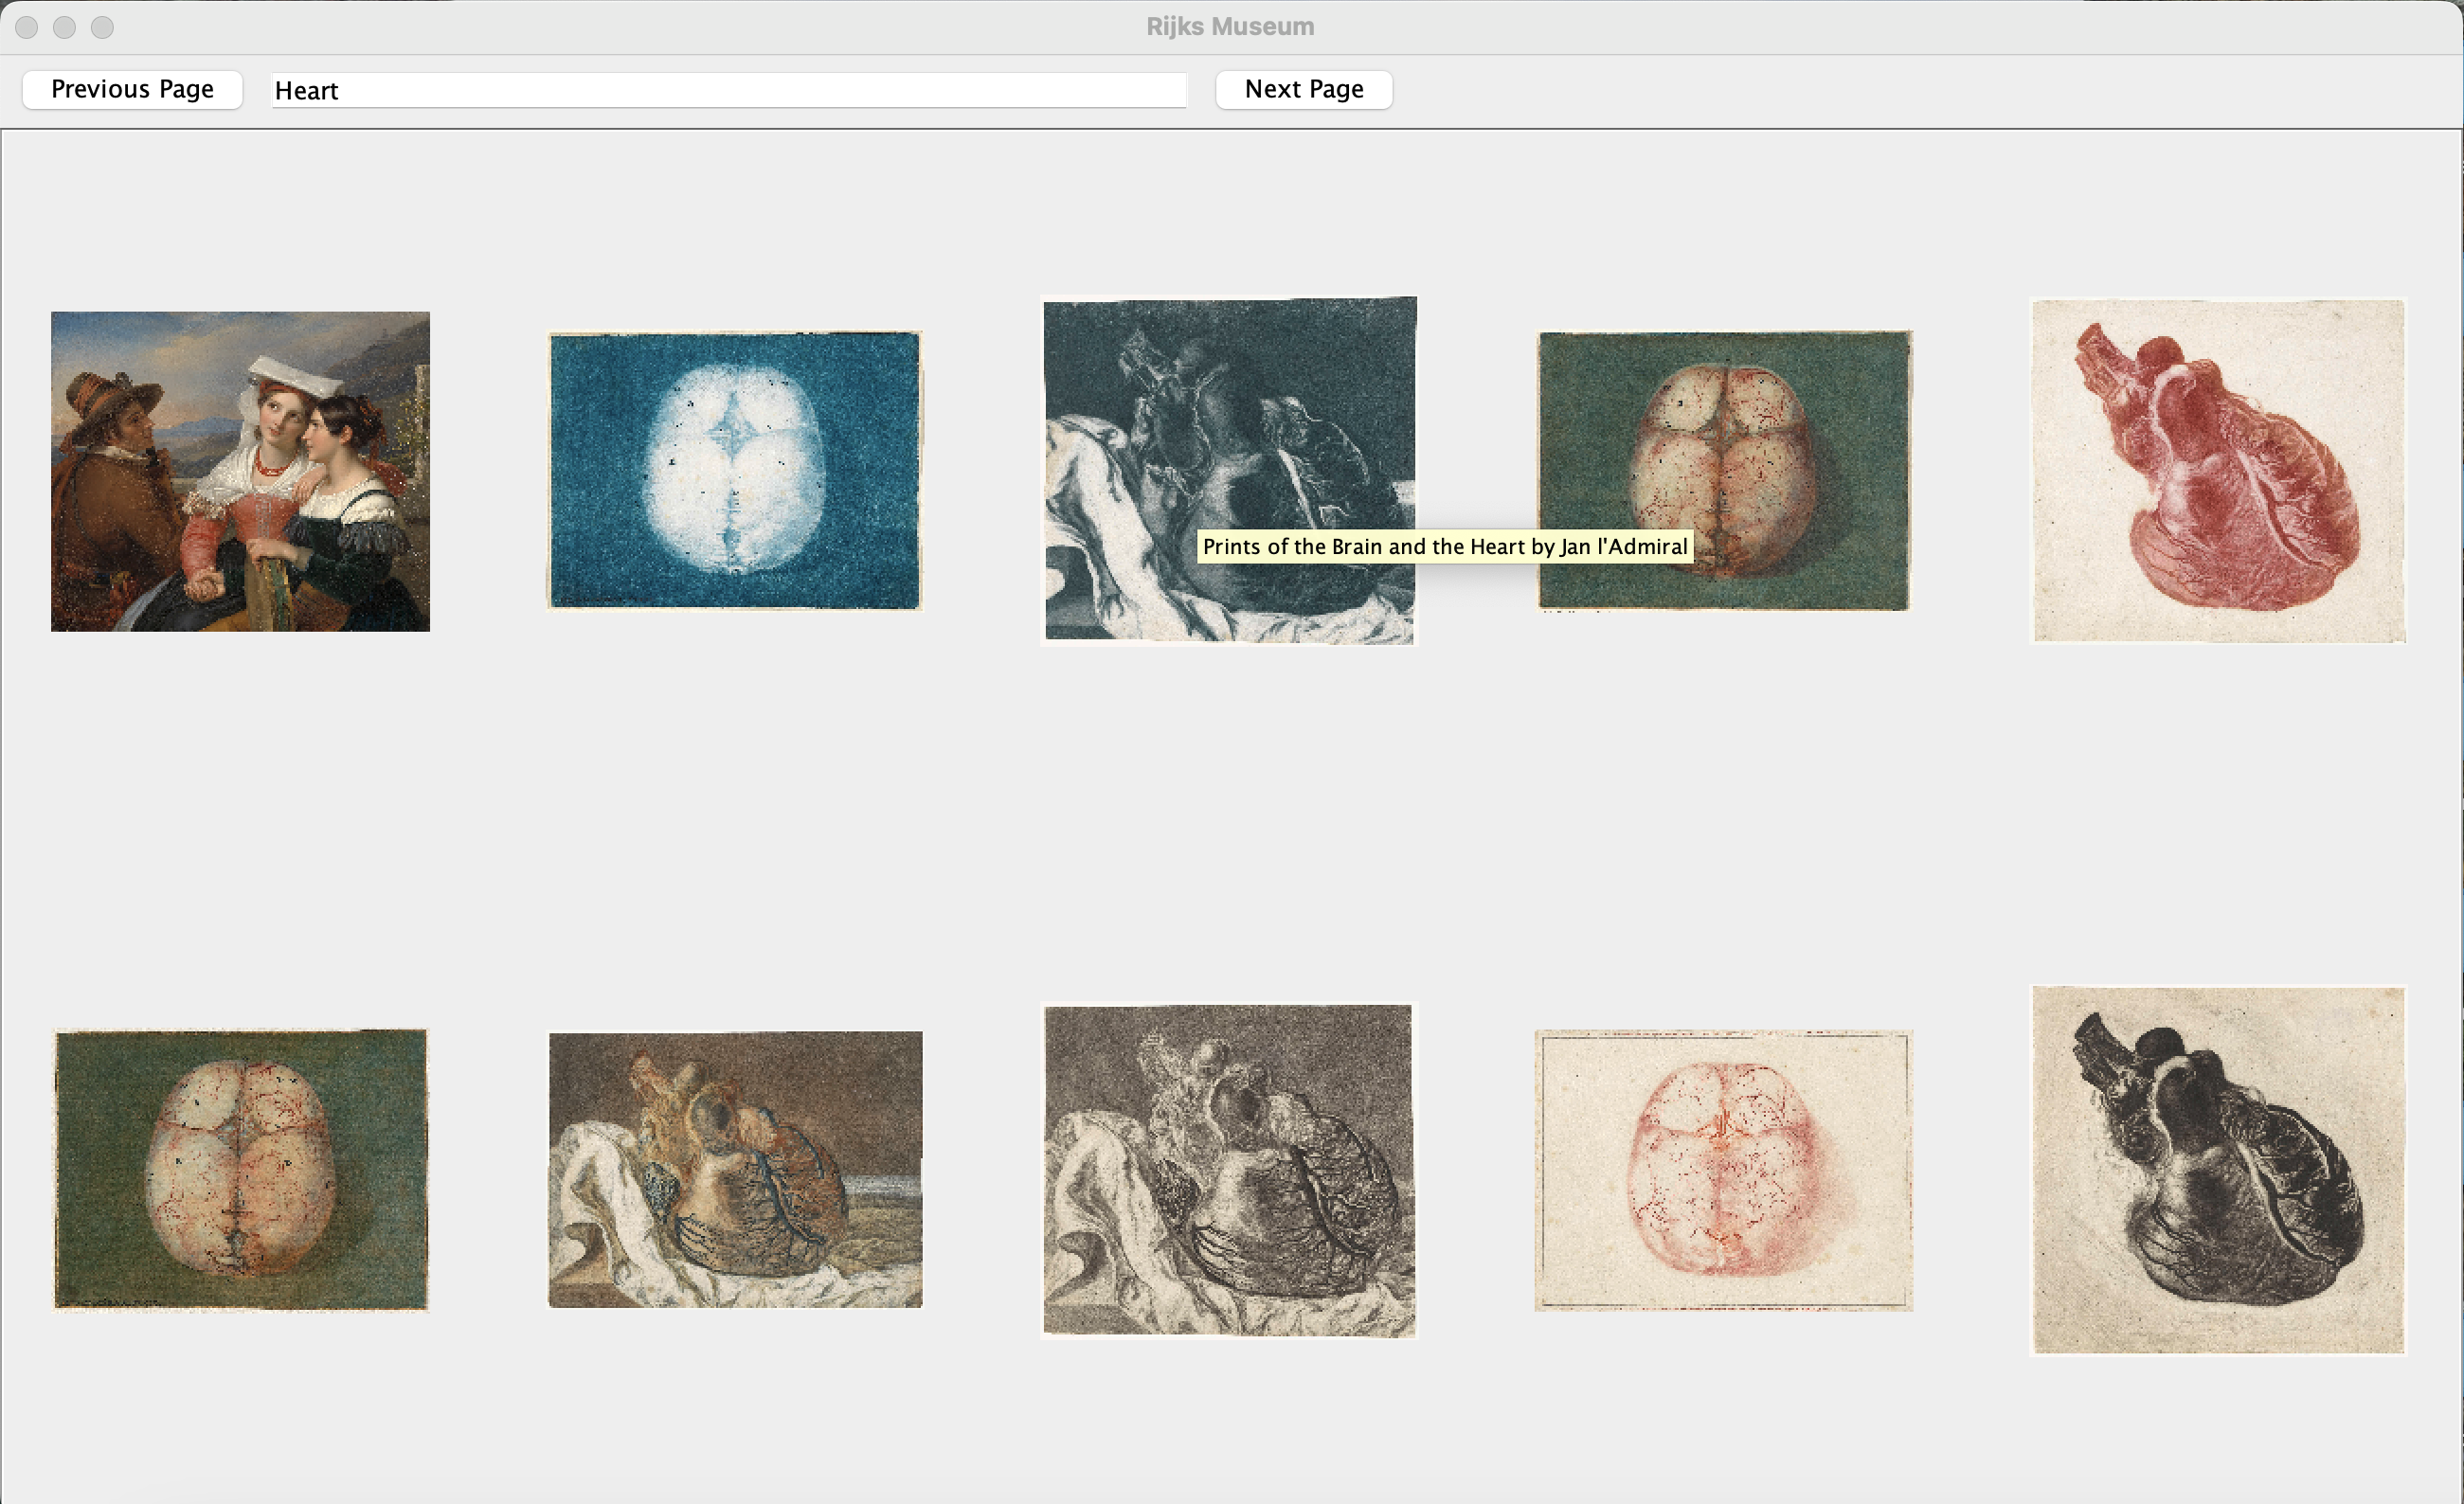 Rijks Museum
Previous Page
Heart
Next Page
Prints of the Brain and the Heart by Jan l'Admiral